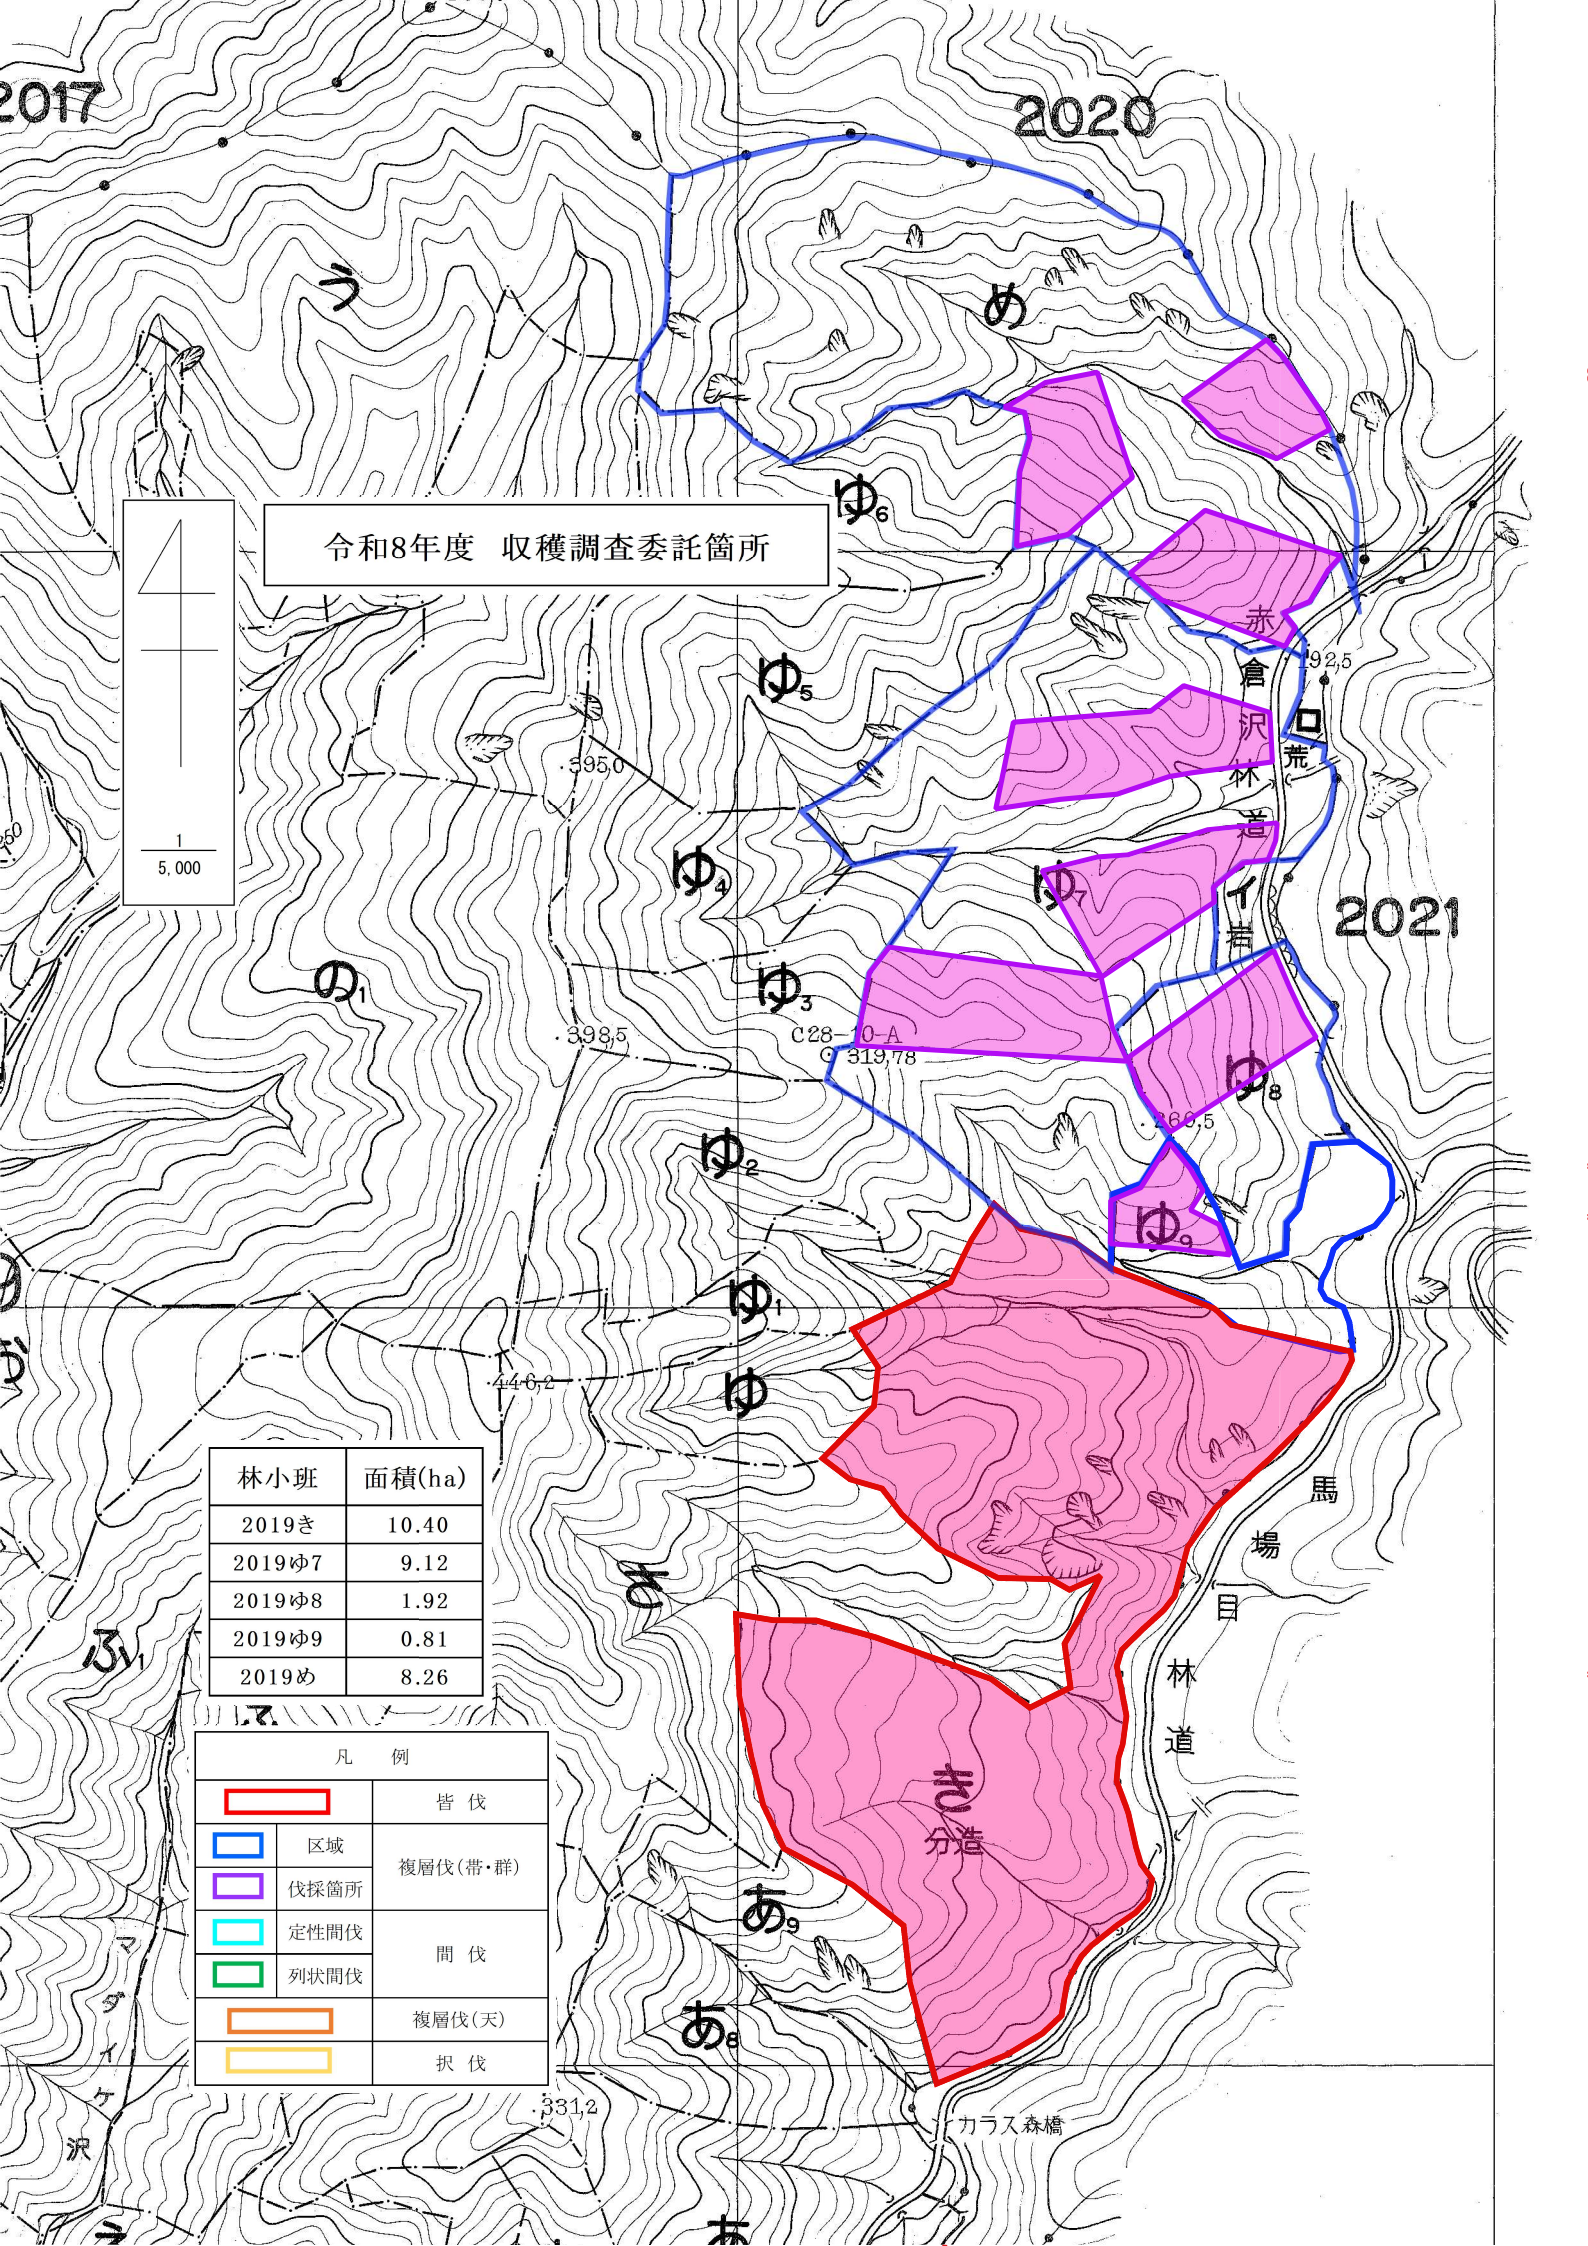 2017
2020
う
め
ゆ6
令和8年度 収穫調査委託箇所
赤
倉
沢
林
道
192.5
ロ
荒
ゆ5
395.0
1
5,000
ゆ4
ゆ7
イ
岩
2021
の1
ゆ3
398.5
C28-10-A
319.78
ゆ8
260.5
ゆ2
ゆ9
ゆ1
446.2
ゆ
馬
場
目
林
道
林小班 面積(ha)
2019き 10.40
2019ゆ7 9.12
2019ゆ8 1.92
2019ゆ9 0.81
2019め 8.26
き
ふ1
凡 例
皆 伐
区域
複層伐(帯・群)
伐採箇所
定性間伐
間 伐
列状間伐
複層伐(天)
択 伐
き
分造
あ9
あ8
マ
ダ
イ
ケ
沢
331.2
カラス森橋